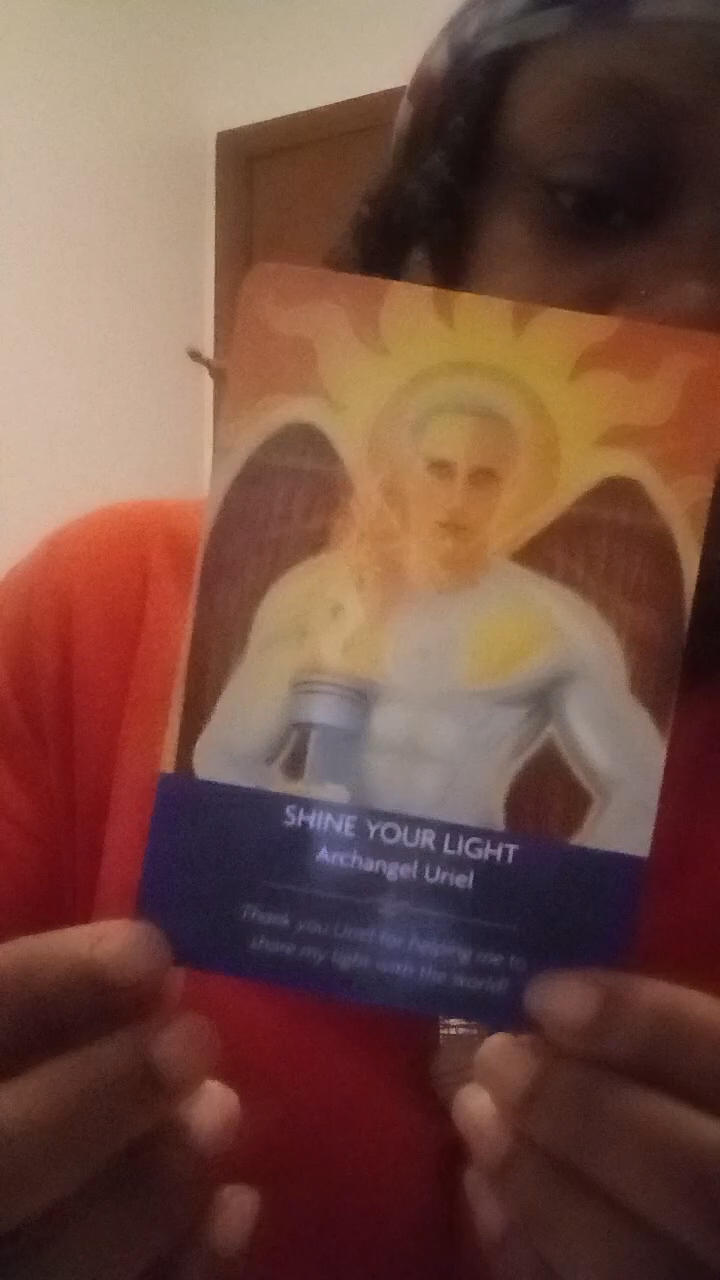 SHINE YOUR LIGHT
Archangel Uriel
Thank you Uriel for helping me to
share my light with the world!